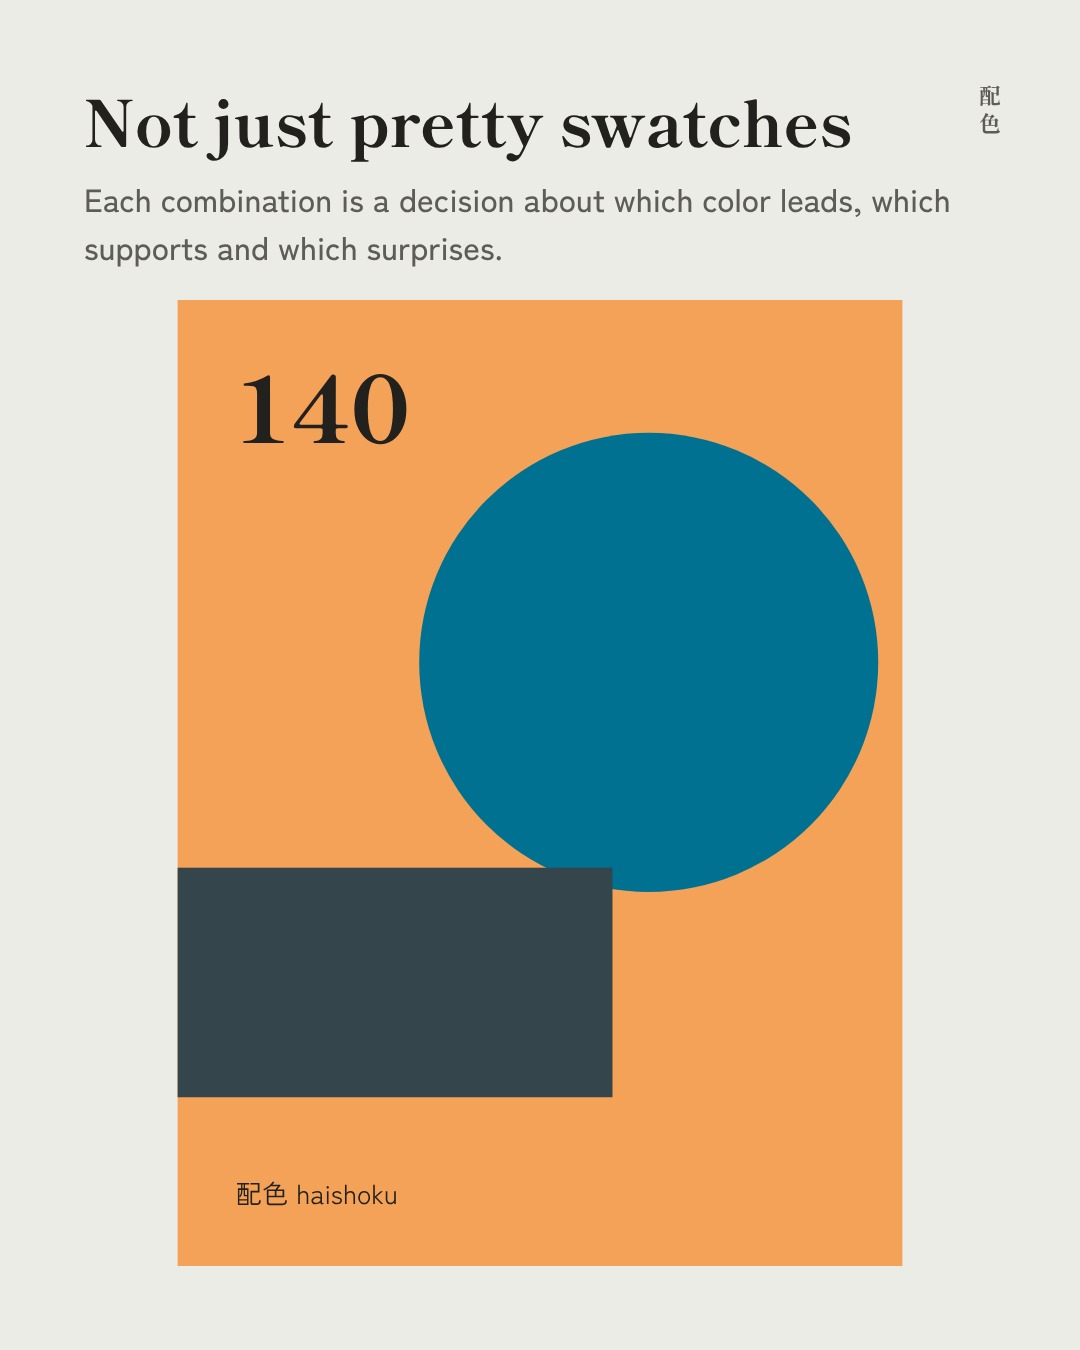 Not just pretty swatches
配色
Each combination is a decision about which color leads, which
supports and which surprises.
140
配色 haishoku